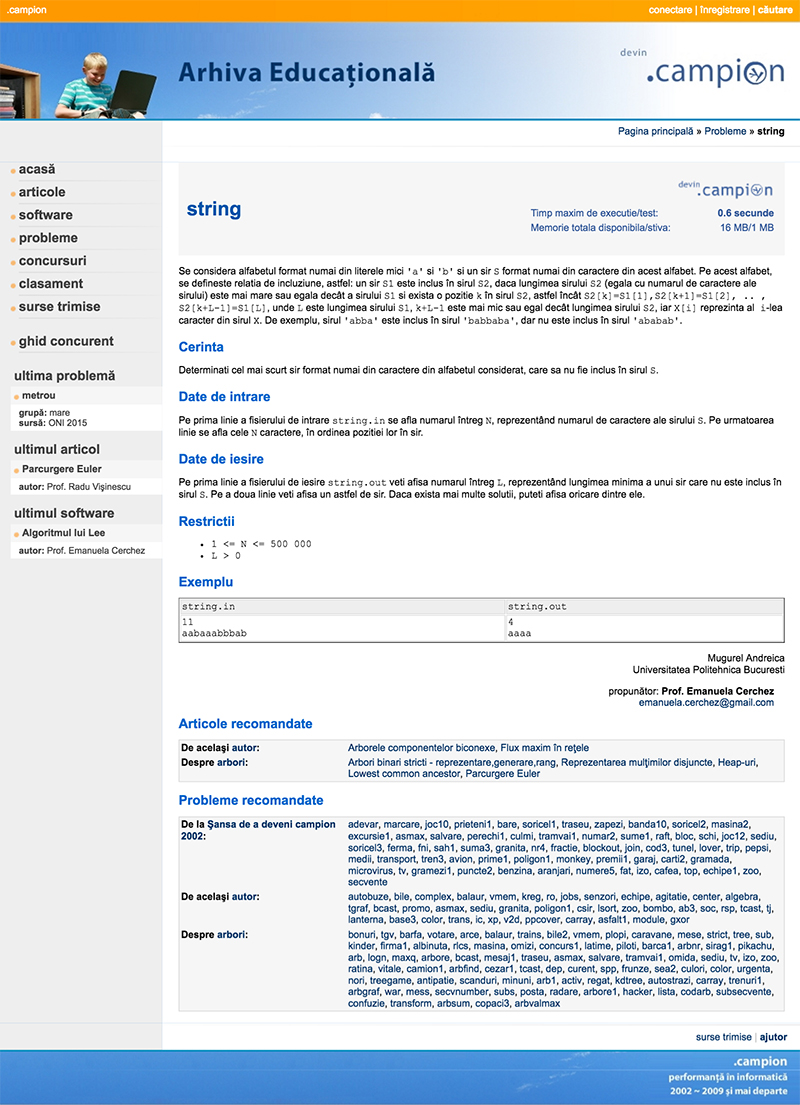 .campion
conectare | înregistrare | căutare
Arhiva Educaţională
devin
.campion
Pagina principală » Probleme » string
acasă
articole
software
probleme
concursuri
clasament
surse trimise
ghid concurent
ultima problemă
metrou
grupă: mare
sursă: ONI 2015
ultimul articol
Parcurgere Euler
autor: Prof. Radu Vişinescu
ultimul software
Algoritmul lui Lee
autor: Prof. Emanuela Cerchez
string
devin .campion
Timp maxim de executie/test: 0.6 secunde
Memorie totala disponibila/stiva: 16 MB/1 MB
Se considera alfabetul format numai din literele mici 'a' si 'b' si un sir S format numai din caractere din acest alfabet. Pe acest alfabet,
se defineste relatia de incluziune, astfel: un sir S1 este inclus în sirul S2, daca lungimea sirului S2 (egala cu numarul de caractere ale
sirului) este mai mare sau egala decât a sirului S1 si exista o pozitie k în sirul S2, astfel încât S2[k]=S1[1],S2[k+1]=S1[2], .. ,
S2[k+L-1]=S1[L], unde L este lungimea sirului S1, k+L-1 este mai mic sau egal decât lungimea sirului S2, iar X[i] reprezinta al i-lea
caracter din sirul X. De exemplu, sirul 'abba' este inclus în sirul 'babbaba', dar nu este inclus în sirul 'ababab'.
Cerinta
Determinati cel mai scurt sir format numai din caractere din alfabetul considerat, care sa nu fie inclus în sirul S.
Date de intrare
Pe prima linie a fisierului de intrare string.in se afla numarul întreg N, reprezentând numarul de caractere ale sirului S. Pe urmatoarea
linie se afla cele N caractere, în ordinea pozitiei lor în sir.
Date de iesire
Pe prima linie a fisierului de iesire string.out veti afisa numarul întreg L, reprezentând lungimea minima a unui sir care nu este inclus în
sirul S. Pe a doua linie veti afisa un astfel de sir. Daca exista mai multe solutii, puteti afisa oricare dintre ele.
Restrictii
• 1 <= N <= 500 000
• L > 0
Exemplu
string.in string.out
11 4
aabaaabbbab aaaa
Mugurel Andreica
Universitatea Politehnica Bucuresti
propunător: Prof. Emanuela Cerchez
emanuela.cerchez@gmail.com
Articole recomandate
De acelaşi autor: Arborele componentelor biconexe, Flux maxim în reţele
Despre arbori: Arbori binari stricti - reprezentare,generare,rang, Reprezentarea mulţimilor disjuncte, Heap-uri,
Lowest common ancestor, Parcurgere Euler
Probleme recomandate
De la Şansa de a deveni campion adevar, marcare, joc10, prieteni1, bare, soricel1, traseu, zapezi, banda10, soricel2, masina2,
2002: excursie1, asmax, salvare, perechi1, culmi, tramvai1, numar2, sume1, raft, bloc, schi, joc12, sediu,
soricel3, ferma, fni, sah1, suma3, granita, nr4, fractie, blockout, join, cod3, tunel, lover, trip, pepsi,
medii, transport, tren3, avion, prime1, poligon1, monkey, premii1, garaj, carti2, gramada,
microvirus, tv, gramezi1, puncte2, benzina, aranjari, numere5, fat, izo, cafea, top, echipe1, zoo,
secvente
De acelaşi autor: autobuze, bile, complex, balaur, vmem, kreg, ro, jobs, senzori, echipe, agitatie, center, algebra,
tgraf, bcast, promo, asmax, sediu, granita, poligon1, csir, lsort, zoo, bombo, ab3, soc, rsp, tcast, tj,
lanterna, base3, color, trans, ic, xp, v2d, ppcover, carray, asfalt1, module, gxor
Despre arbori: bonuri, tgv, barfa, votare, arce, balaur, trains, bile2, vmem, plopi, caravane, mese, strict, tree, sub,
kinder, firma1, albinuta, rlcs, masina, omizi, concurs1, latime, piloti, barca1, arbnr, sirag1, pikachu,
arb, logn, maxq, arbore, bcast, mesaj1, traseu, asmax, salvare, tramvai1, omida, sediu, tv, izo, zoo,
ratina, vitale, camion1, arbfind, cezar1, tcast, dep, curent, spp, frunze, sea2, culori, color, urgenta,
nori, treegame, antipatie, scanduri, minuni, arb1, activ, regat, kdtree, autostrazi, carray, trenuri1,
arbgraf, war, mess, secvnumber, subs, posta, radare, arbore1, hacker, lista, codarb, subsecvente,
confuzie, transform, arbsum, copaci3, arbvalmax
surse trimise | ajutor
.campion
performanţă în informatică
2002 ~ 2009 şi mai departe